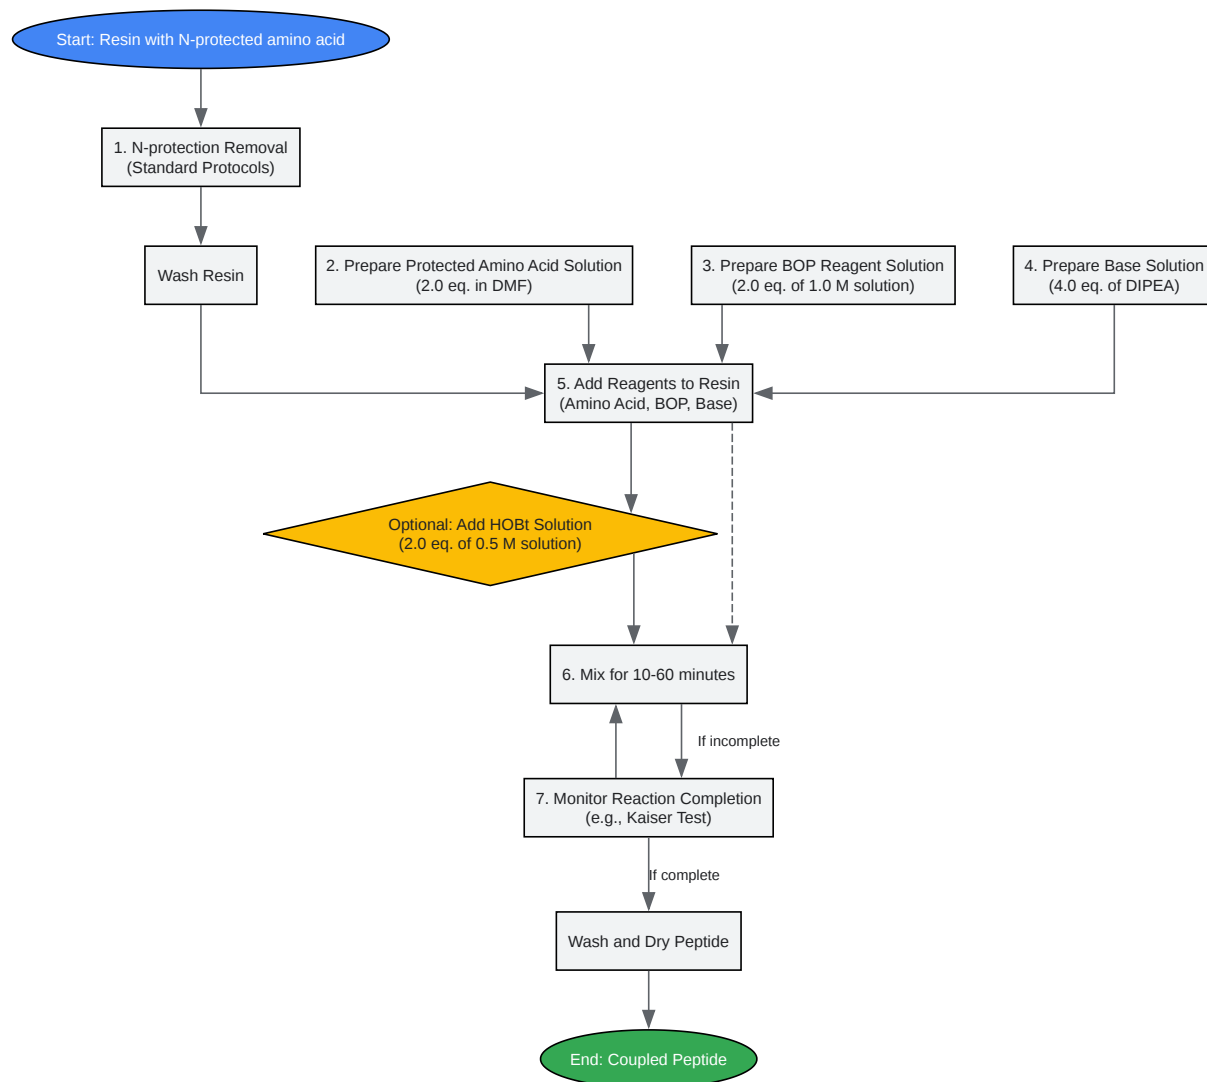 Start: Resin with N-protected amino acid
1. N-protection Removal
(Standard Protocols)
Wash Resin
2. Prepare Protected Amino Acid Solution
(2.0 eq. in DMF)
3. Prepare BOP Reagent Solution
(2.0 eq. of 1.0 M solution)
4. Prepare Base Solution
(4.0 eq. of DIPEA)
5. Add Reagents to Resin
(Amino Acid, BOP, Base)
Optional: Add HOBt Solution
(2.0 eq. of 0.5 M solution)
6. Mix for 10-60 minutes
If incomplete
7. Monitor Reaction Completion
(e.g., Kaiser Test)
If complete
Wash and Dry Peptide
End: Coupled Peptide